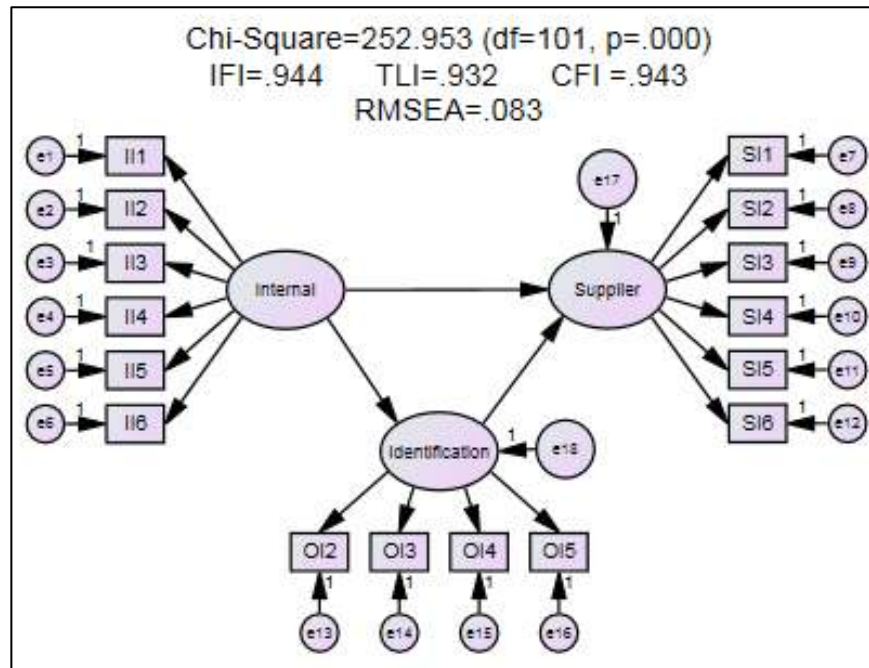 Chi-Square=252.953 (df=101, p=.000)
IFI=.944 TLI=.932 CFI =.943
RMSEA=.083
e1 1 II1
e2 1 II2
e3 1 II3
e4 1 II4
e5 1 II5
e6 1 II6
Internal
e17
1
Supplier
SI1 1 e7
SI2 1 e8
SI3 1 e9
SI4 1 e10
SI5 1 e11
SI6 1 e12
Identification 1 e18
OI2 OI3 OI4 OI5
1 1 1 1
e13 e14 e15 e16